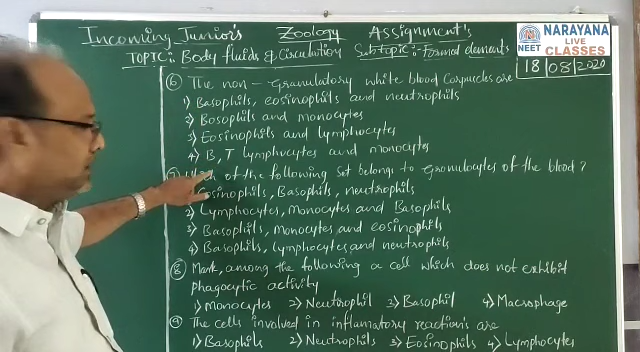 Incoming Junior's Zoology Assignment's
TOPIC:- Body fluids & Circulation Subtopic:- Formed elements
NEET
NARAYANA
LIVE
CLASSES
18/08/2020
6) The non-Granulatory white blood Corpuscles are
1) Basophils, eosinophils and neutrophils
2) Bosophils and monocytes
3) Eosinophils and lymphocytes
4) B, T lymphocytes and monocytes
of the following set belongs to Granulocytes of the blood?
Eosinophils, Basophils, neutrophils
2) Lymphocytes, Monocytes and Basophils
3) Basophils, Monocytes and eosinophils
4) Basophils, Lymphocytes and neutrophils
8) Mark, among the following a cell which does not exhibit
phagocytic activity
1) Monocytes 2) Neutrophil 3) Basophil 4) Macrophage
9) The cells involved in inflamatory reactions are
1) Basophils 2) Neutrophils 3) Eosinophils 4) Lymphocytes